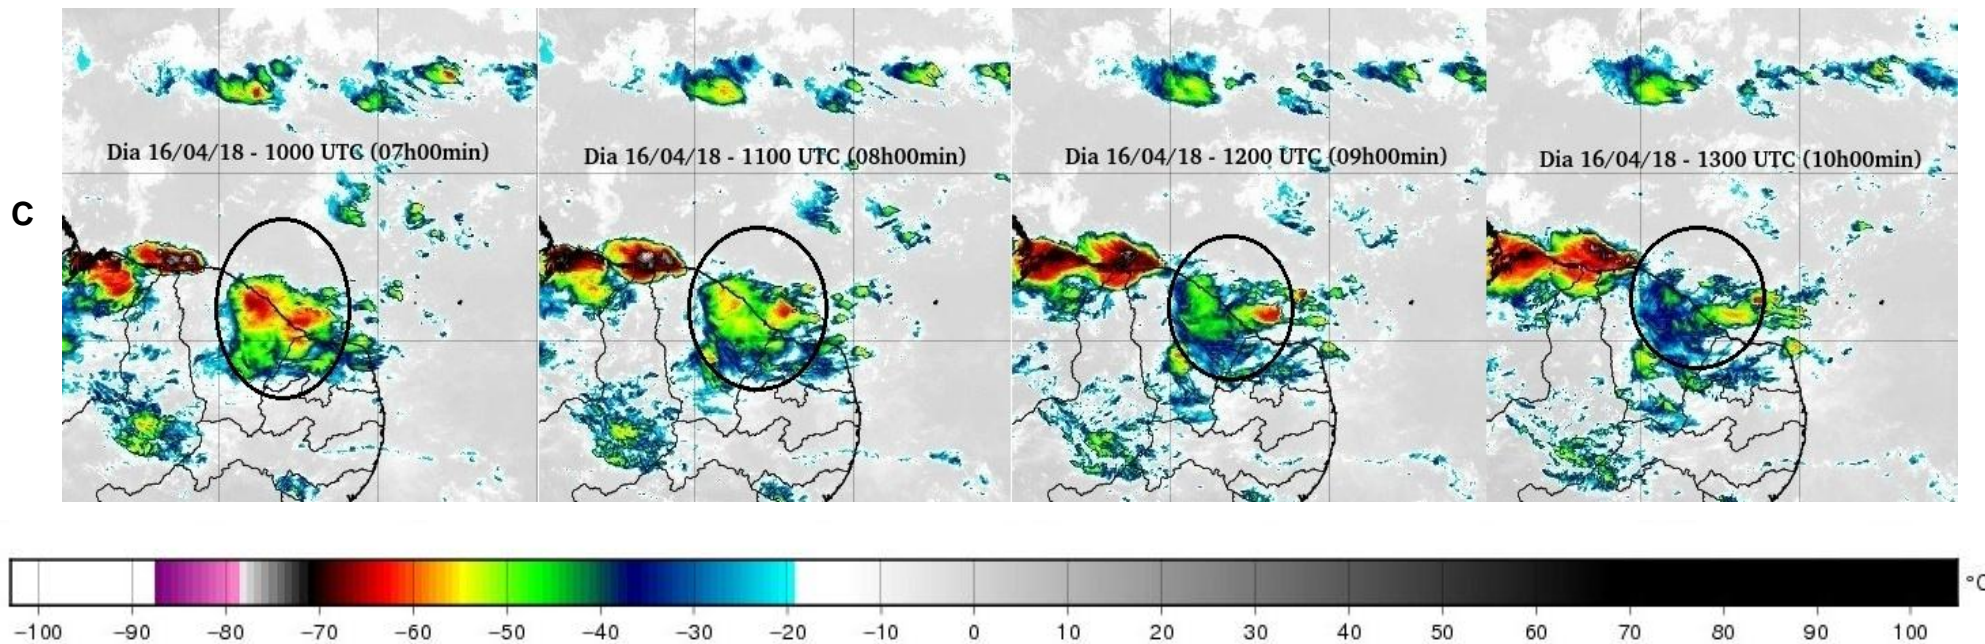 Dia 16/04/18 - 1000 UTC (07h00min)
Dia 16/04/18 - 1100 UTC (08h00min)
Dia 16/04/18 - 1200 UTC (09h00min)
Dia 16/04/18 - 1300 UTC (10h00min)
C
−100 −90 −80 −70 −60 −50 −40 −30 −20 −10 0 10 20 30 40 50 60 70 80 90 100
°C